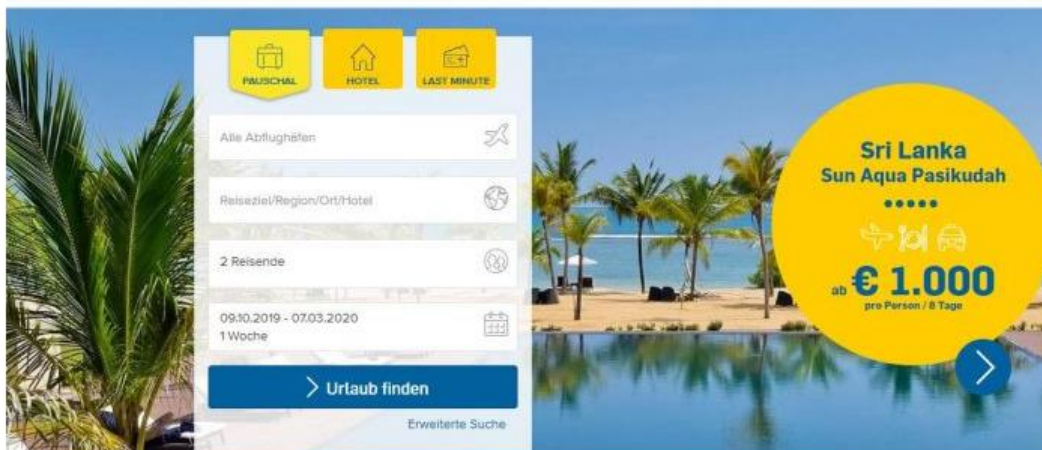 PAUSCHAL
HOTEL
LAST MINUTE
Alle Abflughäfen
Reiseziel/Region/Ort/Hotel
2 Reisende
09.10.2019 - 07.03.2020
1 Woche
Urlaub finden
Erweiterte Suche
Sri Lanka
Sun Aqua Pasikudah
ab € 1.000
pro Person / 8 Tage